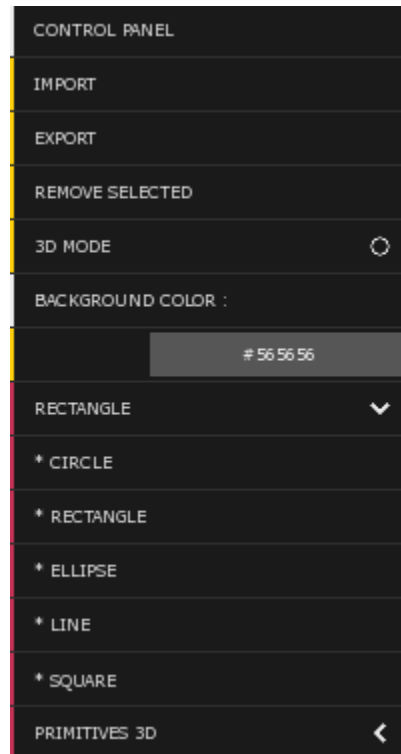 CONTROL PANEL
IMPORT
EXPORT
REMOVE SELECTED
3D MODE
BACKGROUND COLOR :
#565656
RECTANGLE
* CIRCLE
* RECTANGLE
* ELLIPSE
* LINE
* SQUARE
PRIMITIVES 3D